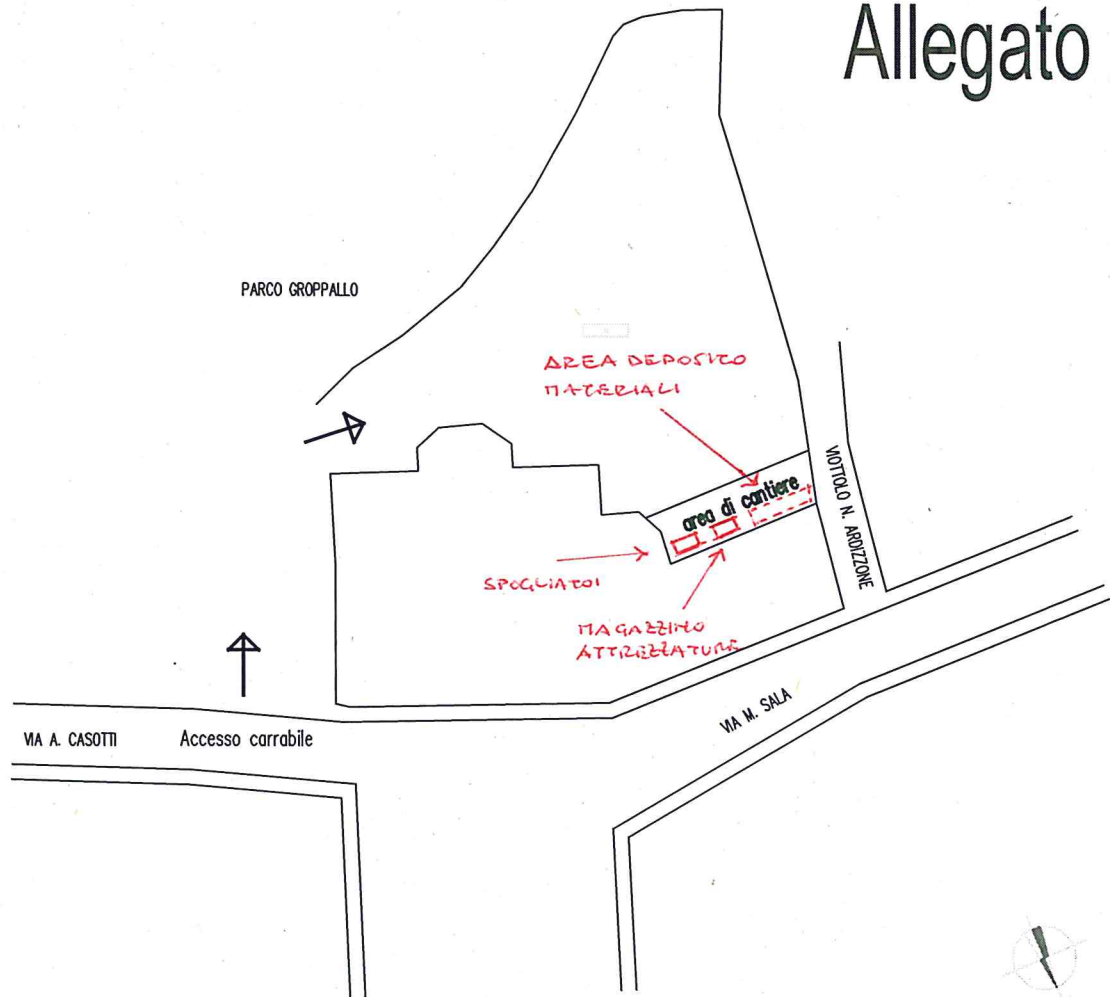 Allegato
PARCO GROPPALLO
AREA DEPOSITO
MATERIALI
area di cantiere
VIOTTOLO N. ARDIZZONE
SPOGLIATOI
MAGAZZINO
ATTREZZATURE
VIA M. SALA
VIA A. CASOTTI
Accesso carrabile